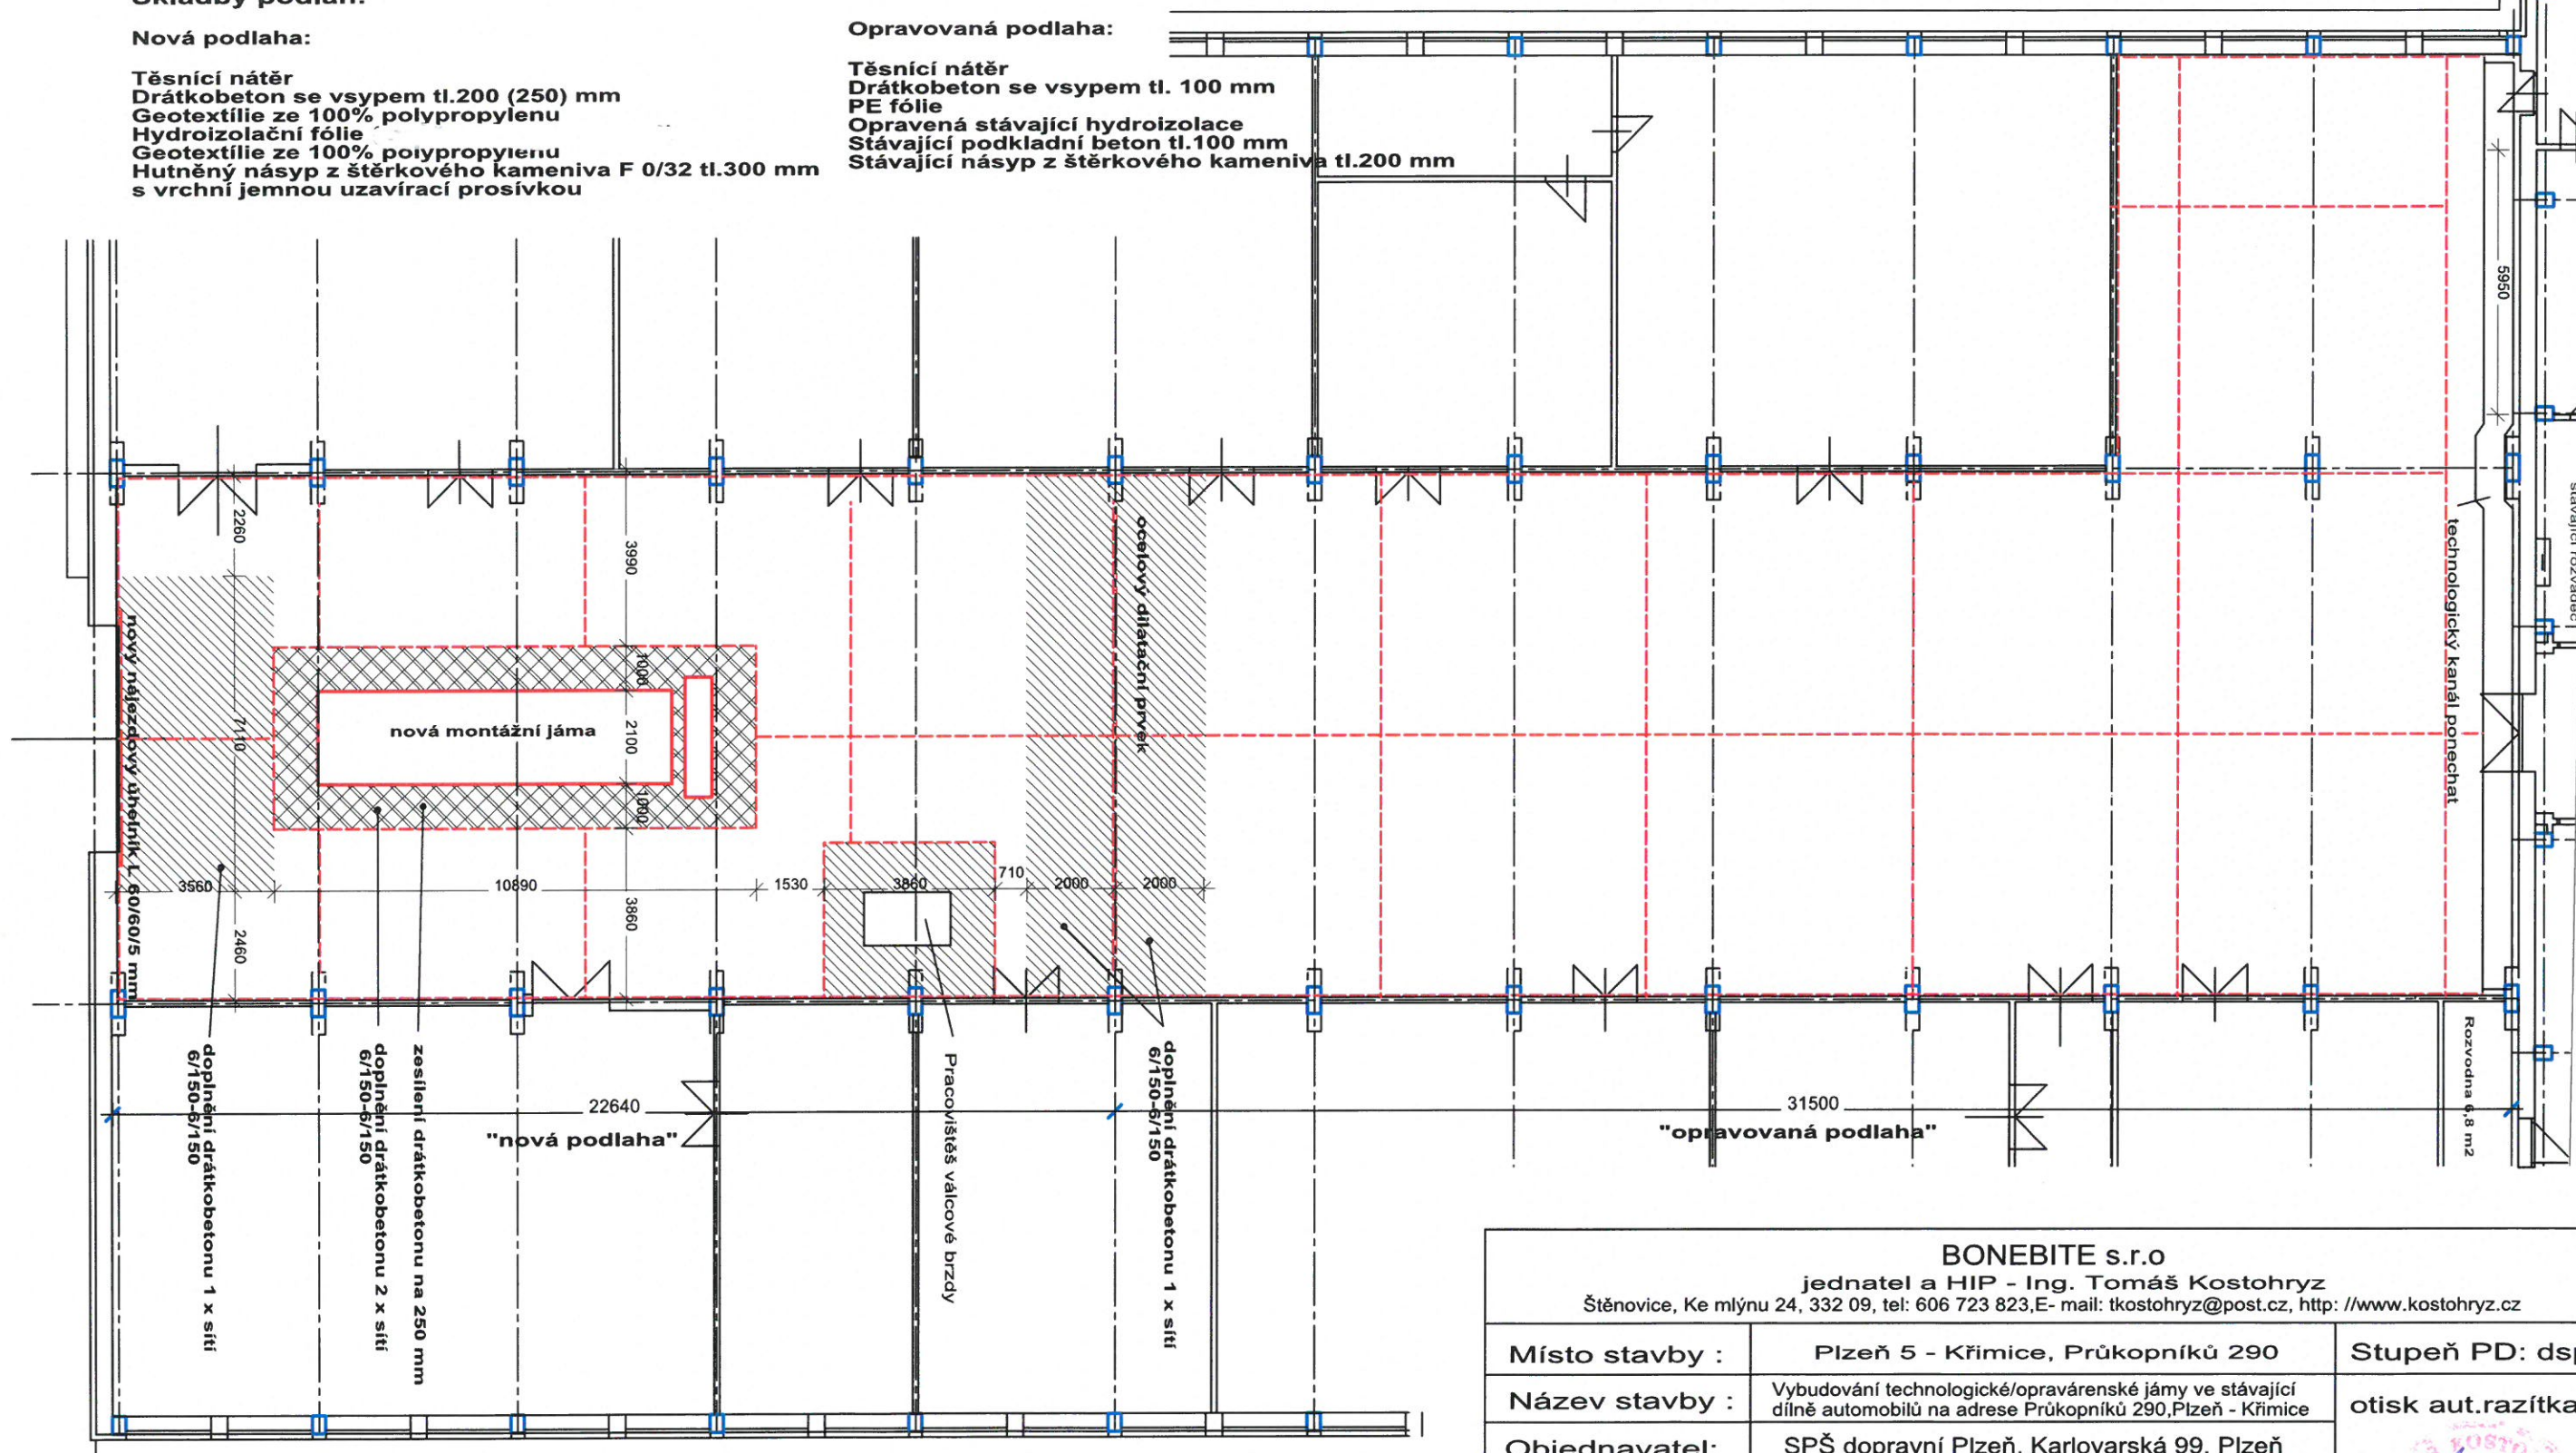 Skladby podlah:
Nová podlaha:
Těsnící nátěr
Drátkobeton se vsypem tl.200 (250) mm
Geotextílie ze 100% polypropylenu
Hydroizolační fólie
Geotextílie ze 100% polypropylenu
Hutněný násyp z štěrkového kameniva F 0/32 tl.300 mm
s vrchní jemnou uzavírací prosívkou
Opravovaná podlaha:
Těsnící nátěr
Drátkobeton se vsypem tl. 100 mm
PE fólie
Opravená stávající hydroizolace
Stávající podkladní beton tl.100 mm
Stávající násyp z štěrkového kameniva tl.200 mm
5950
stávající rozvaděč
technologický kanál ponechat
ocelový dilatační prvek
2260
3990
1000
nový nájezdový úhelník L 60/60/5 mm
7110
nová montážní jáma
2100
1000
3560
10890
1530
3860
710
2000
2000
2460
3860
doplnění drátkobetonu 1 x sítí
6/150-6/150
doplnění drátkobetonu 2 x sítí
6/150-6/150
zesílení drátkobetonu na 250 mm
Pracovištěš válcové brzdy
doplnění drátkobetonu 1 x sítí
6/150-6/150
Rozvodna 6,8 m2
22640
"nová podlaha"
31500
"opravovaná podlaha"
BONEBITE s.r.o
jednatel a HIP - Ing. Tomáš Kostohryz
Štěnovice, Ke mlýnu 24, 332 09, tel: 606 723 823,E- mail: tkostohryz@post.cz, http: //www.kostohryz.cz
Místo stavby :
Plzeň 5 - Křimice, Průkopníků 290
Stupeň PD: dsp
Název stavby :
Vybudování technologické/opravárenské jámy ve stávající
dílně automobilů na adrese Průkopníků 290,Plzeň - Křimice
otisk aut.razítka
Objednavatel:
SPŠ dopravní Plzeň, Karlovarská 99, Plzeň